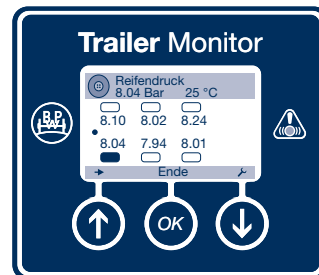 Trailer Monitor
Reifendruck
8.04 Bar 25 °C
8.10 8.02 8.24
8.04 7.94 8.01
Ende
BPW
OK